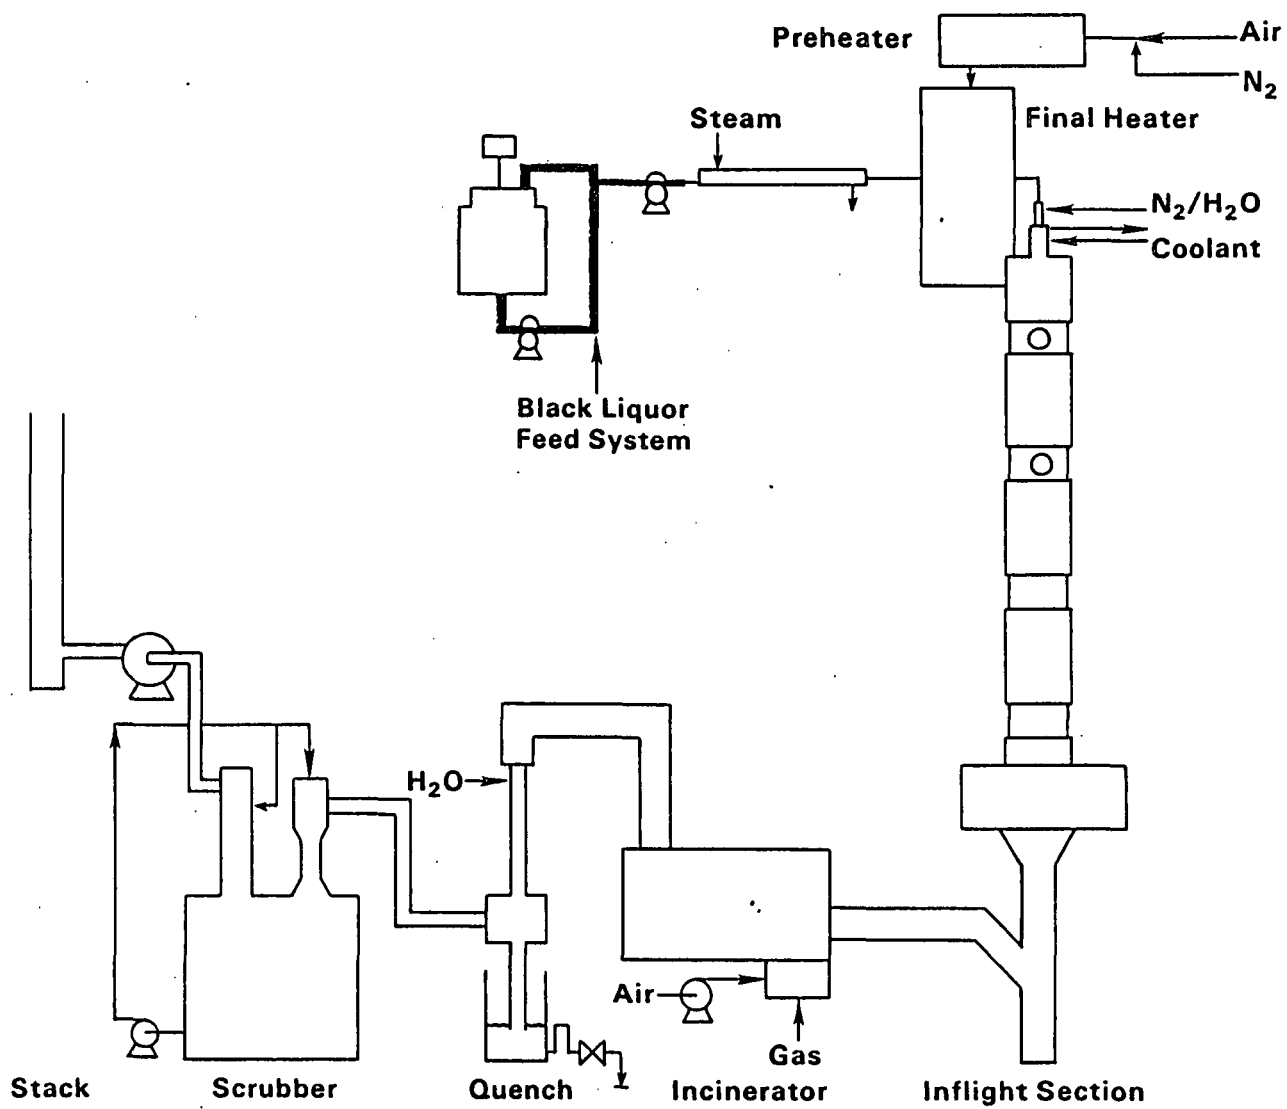 Preheater
Air
N₂
Steam
Final Heater
N₂/H₂O
Coolant
Black Liquor
Feed System
H₂O
Air
Gas
Stack
Scrubber
Quench
Incinerator
Inflight Section